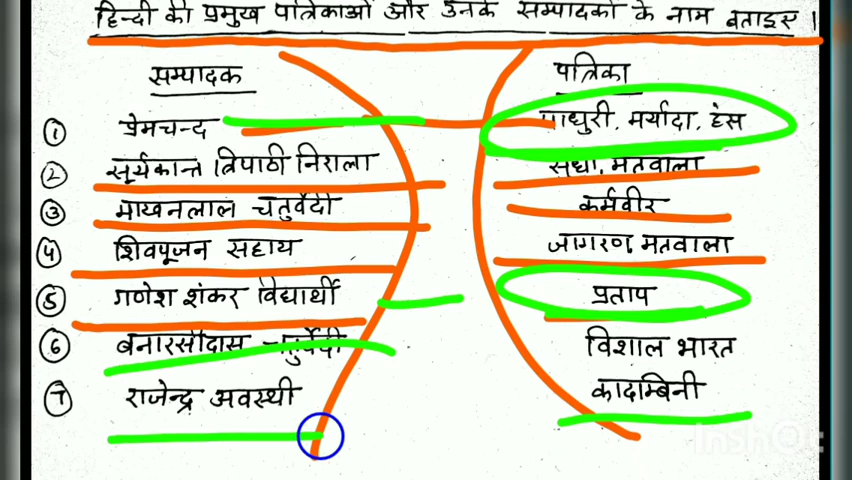 हिन्दी की प्रमुख पत्रिकाओं और उनके सम्पादकों के नाम बताइए।
सम्पादक पत्रिका
① प्रेमचन्द माधुरी, मर्यादा, हंस
② सूर्यकान्त त्रिपाठी निराला सुधा, मतवाला
③ माखनलाल चतुर्वेदी कर्मवीर
④ शिवपूजन सहाय जागरण, मतवाला
⑤ गणेश शंकर विद्यार्थी प्रताप
⑥ बनारसीदास चतुर्वेदी विशाल भारत
⑦ राजेन्द्र अवस्थी कादम्बिनी